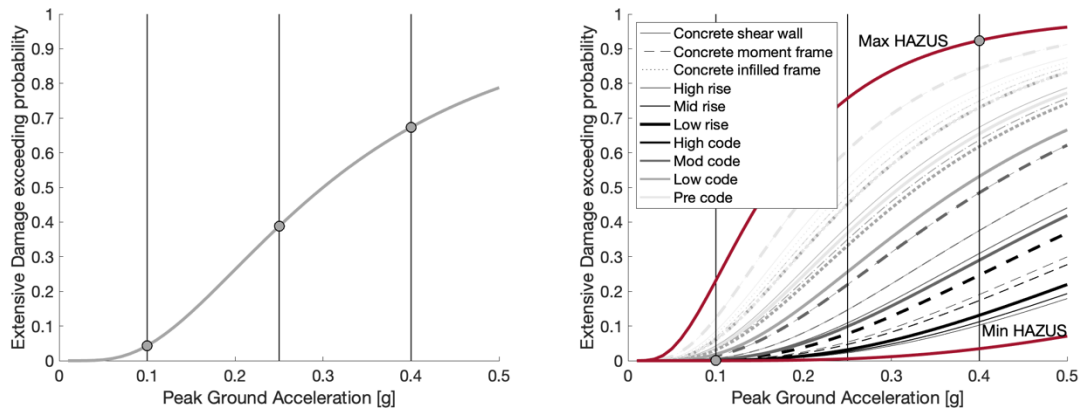 Extensive Damage exceeding probability
1
0.9
0.8
0.7
0.6
0.5
0.4
0.3
0.2
0.1
0
0
0.1
0.2
0.3
0.4
0.5
Peak Ground Acceleration [g]
Extensive Damage exceeding probability
1
0.9
0.8
0.7
0.6
0.5
0.4
0.3
0.2
0.1
0
Concrete shear wall
Concrete moment frame
Concrete infilled frame
High rise
Mid rise
Low rise
High code
Mod code
Low code
Pre code
Max HAZUS
Min HAZUS
0
0.1
0.2
0.3
0.4
0.5
Peak Ground Acceleration [g]